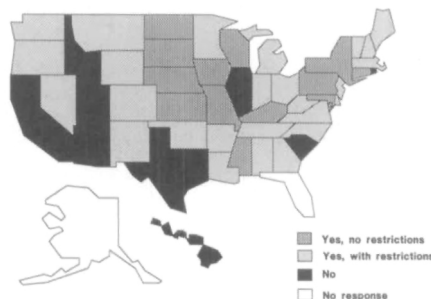 Yes, no restrictions
Yes, with restrictions
No
No response